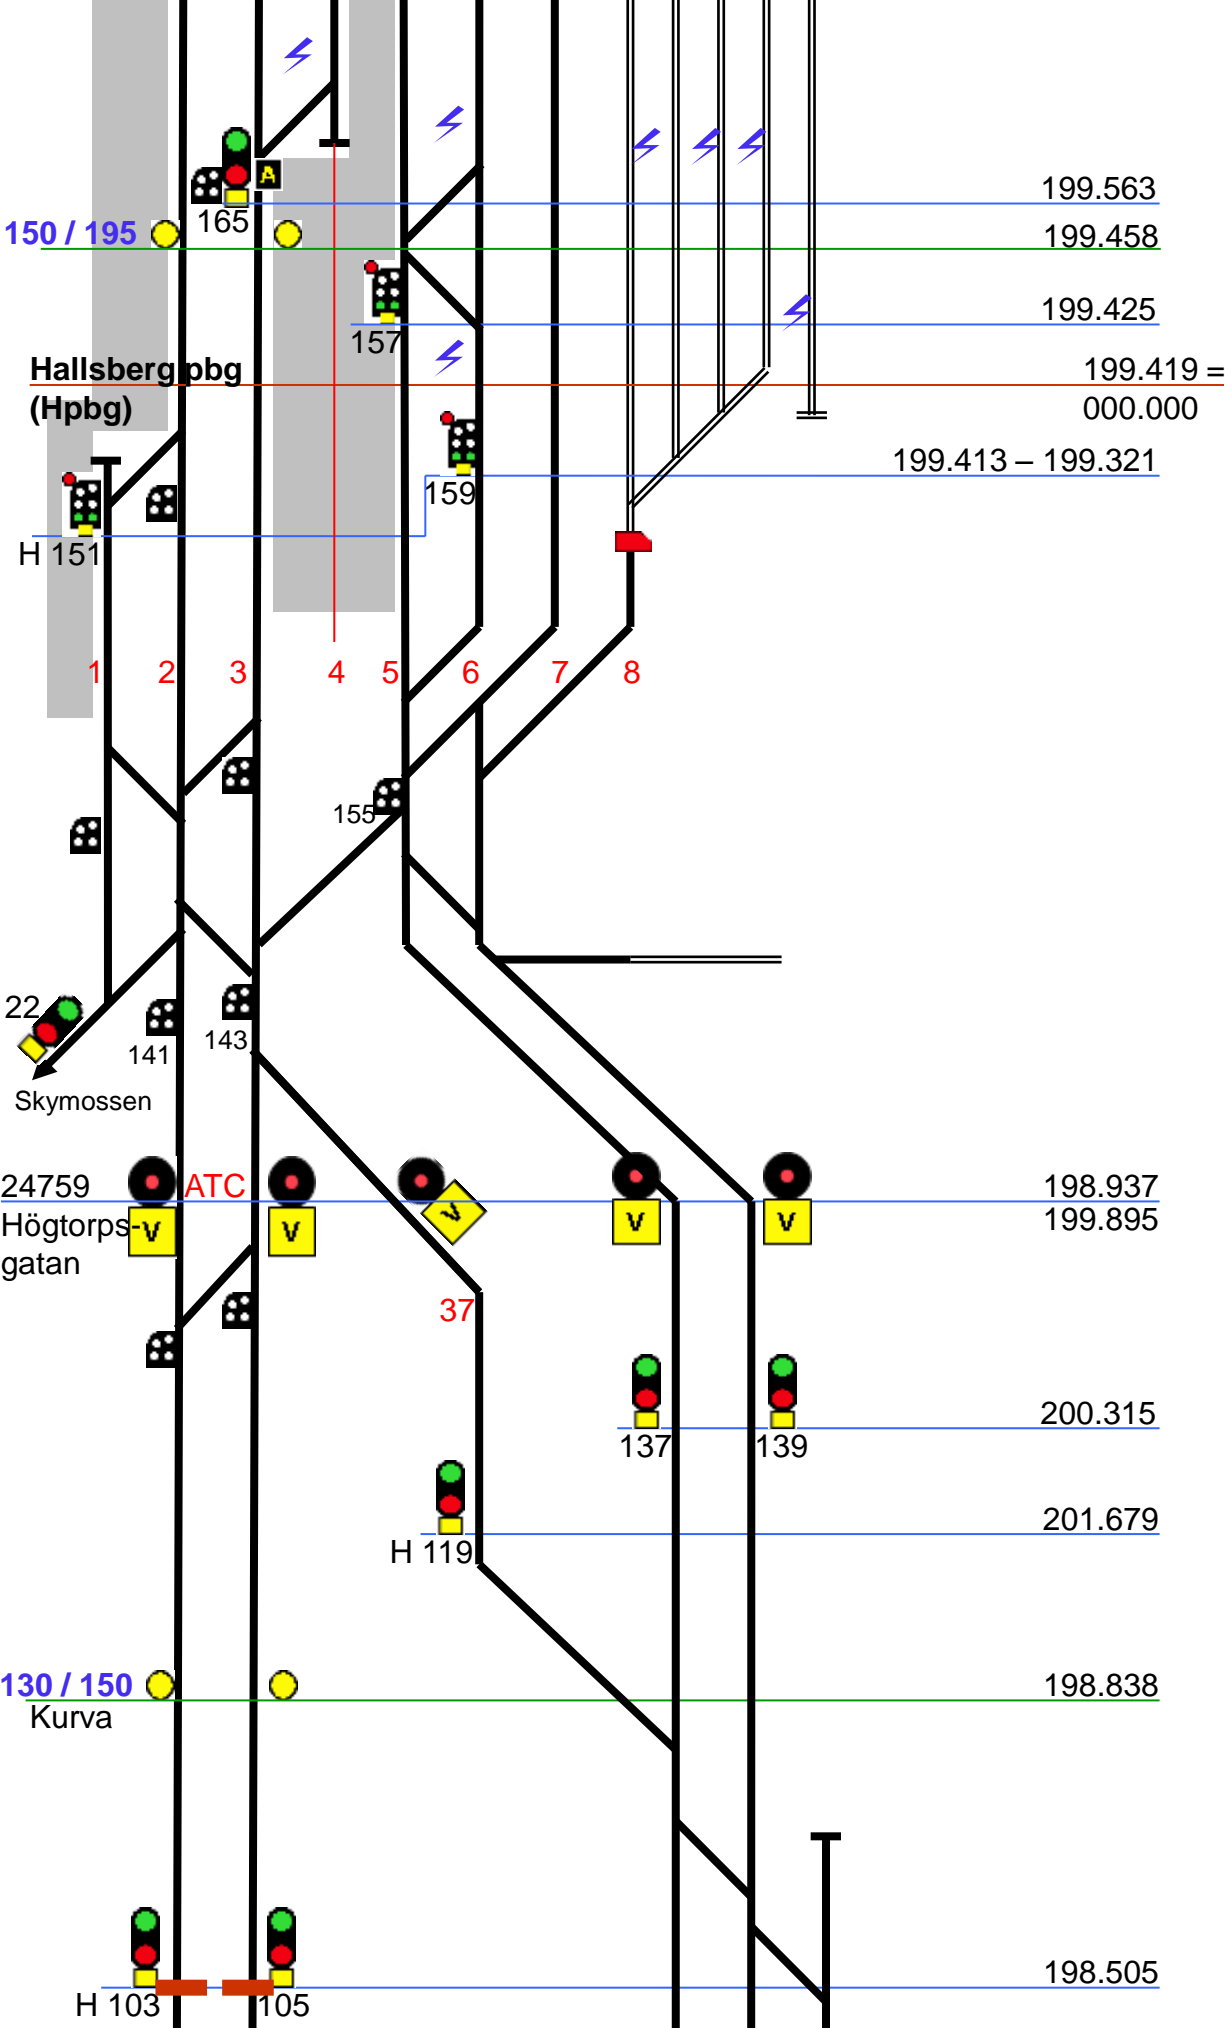 A
199.563
165
150 / 195
199.458
199.425
157
Hallsberg pbg
199.419 =
(Hpbg)
000.000
199.413 – 199.321
159
H 151
1 2 3 4 5 6 7 8
155
22
143
141
Skymossen
24759
ATC
198.937
Högtorps-
V V V V V
199.895
gatan
37
200.315
137
139
201.679
H 119
130 / 150
198.838
Kurva
198.505
H 103
105